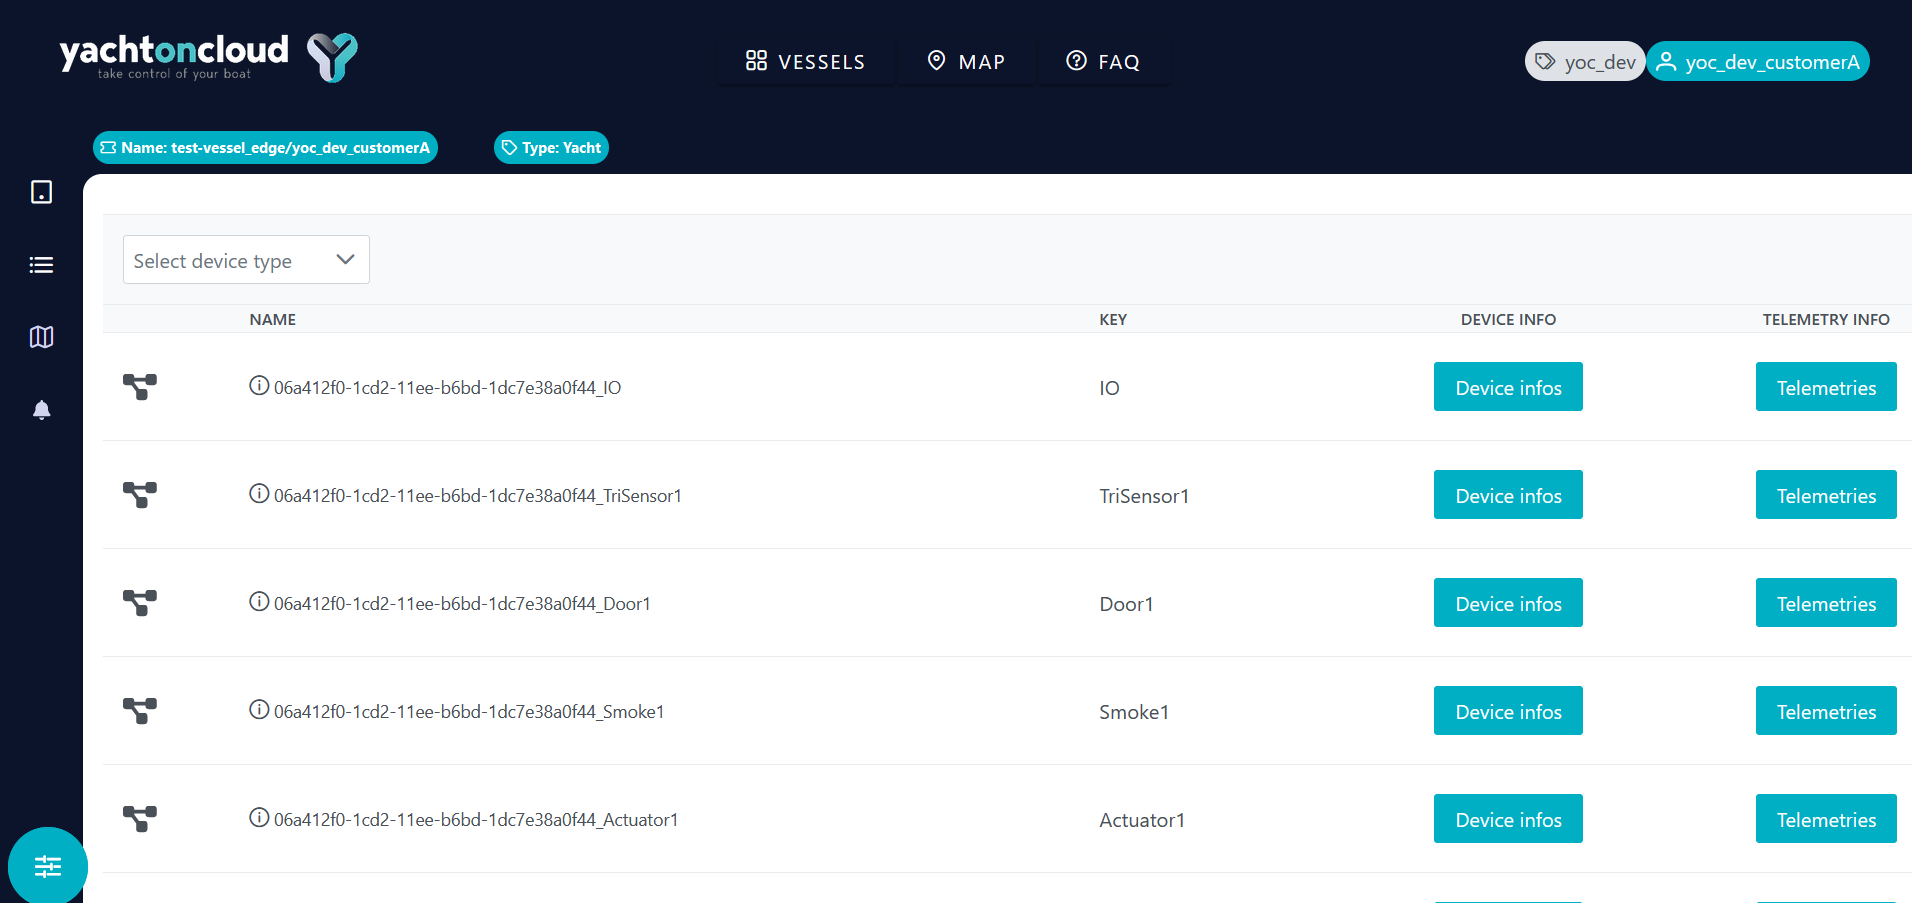 yachtoncloud
take control of your boat
VESSELS
MAP
FAQ
yoc_dev
yoc_dev_customerA
Name: test-vessel_edge/yoc_dev_customerA
Type: Yacht
Select device type
NAME KEY DEVICE INFO TELEMETRY INFO
06a412f0-1cd2-11ee-b6bd-1dc7e38a0f44_IO IO Device infos Telemetries
06a412f0-1cd2-11ee-b6bd-1dc7e38a0f44_TriSensor1 TriSensor1 Device infos Telemetries
06a412f0-1cd2-11ee-b6bd-1dc7e38a0f44_Door1 Door1 Device infos Telemetries
06a412f0-1cd2-11ee-b6bd-1dc7e38a0f44_Smoke1 Smoke1 Device infos Telemetries
06a412f0-1cd2-11ee-b6bd-1dc7e38a0f44_Actuator1 Actuator1 Device infos Telemetries